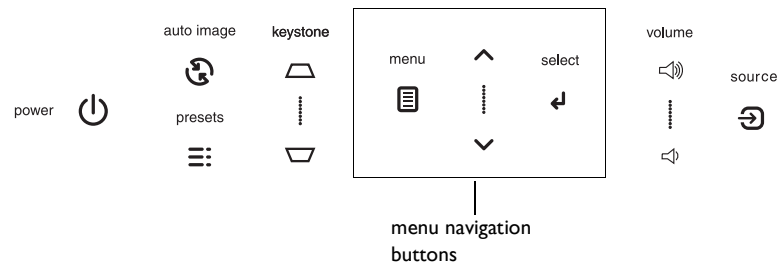 auto image
keystone
volume
menu
select
source
power
presets
menu navigation
buttons